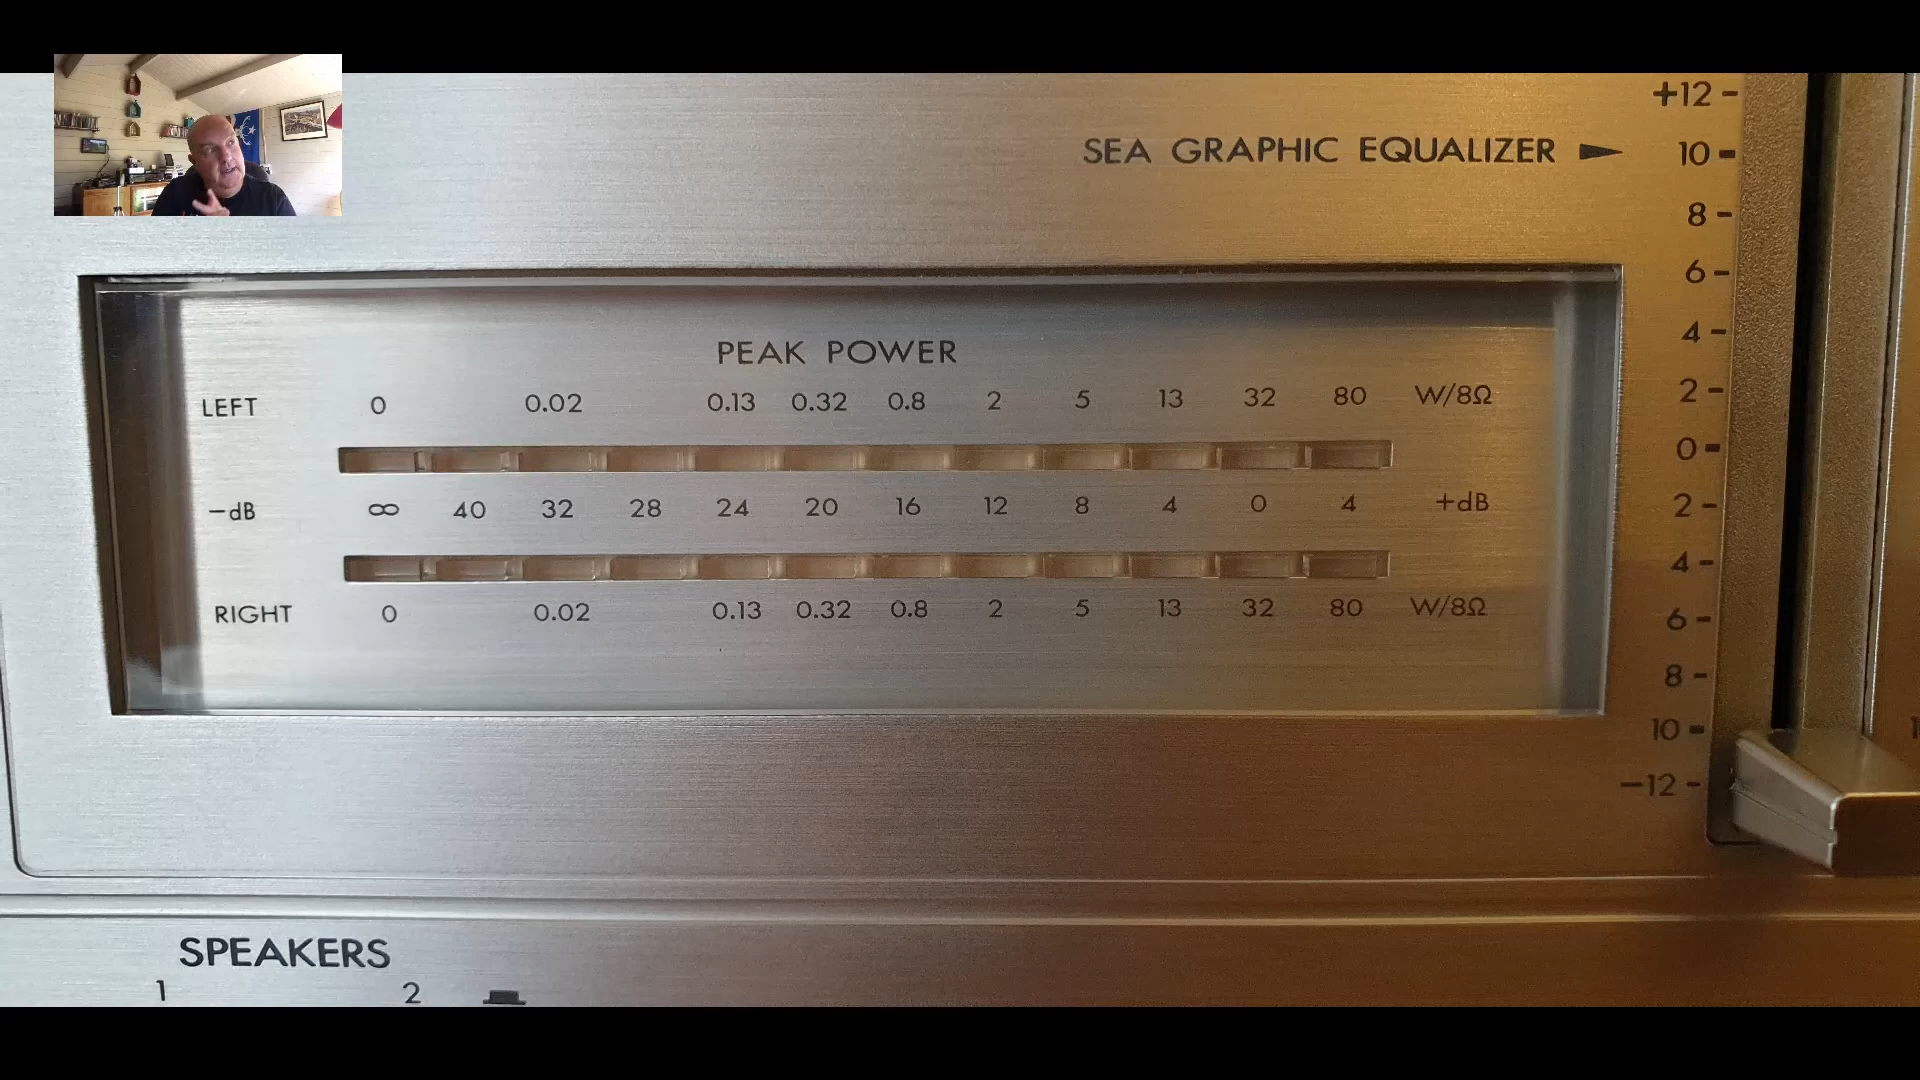 +12 -
SEA GRAPHIC EQUALIZER 10 -
8 -
6 -
4 -
2 -
0 -
2 -
4 -
6 -
8 -
10 -
-12 -
PEAK POWER
LEFT 0 0.02 0.13 0.32 0.8 2 5 13 32 80 W/8Ω
-dB ∞ 40 32 28 24 20 16 12 8 4 0 4 +dB
RIGHT 0 0.02 0.13 0.32 0.8 2 5 13 32 80 W/8Ω
SPEAKERS
1 2